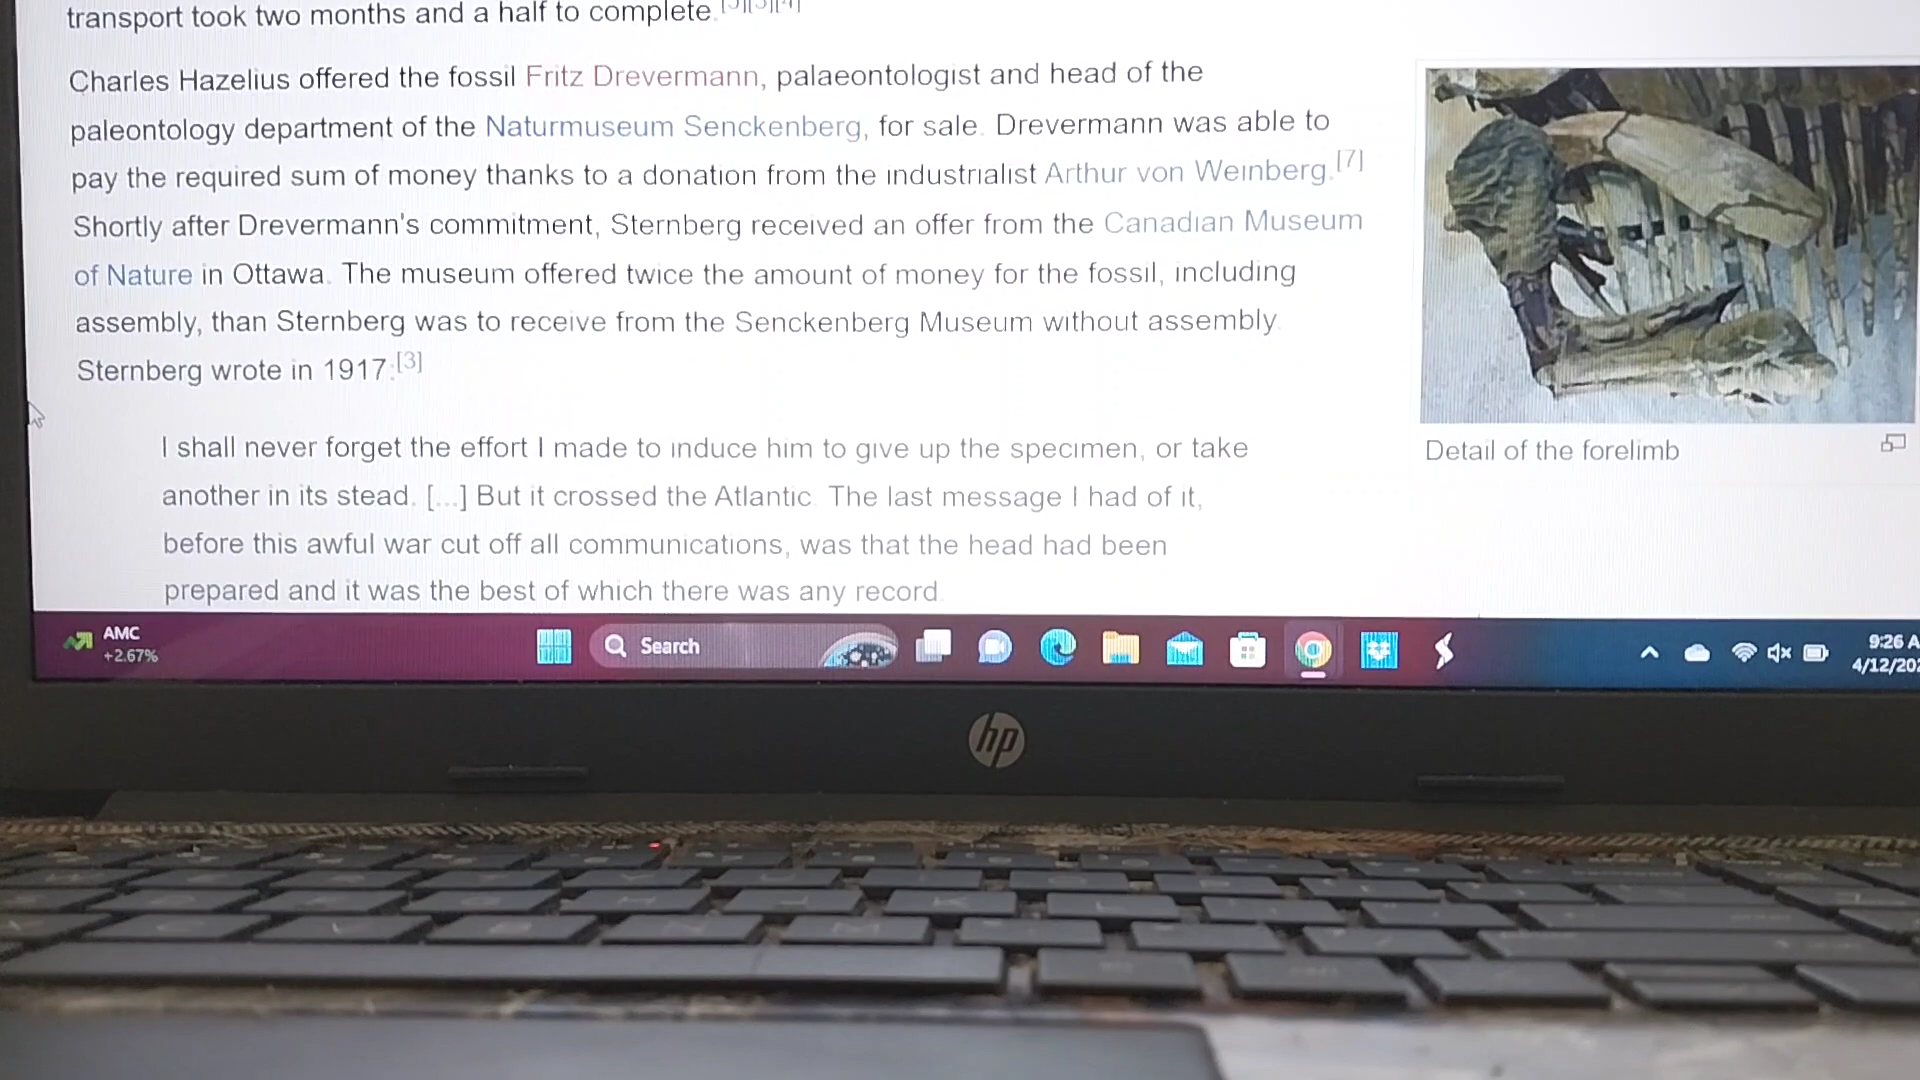 transport took two months and a half to complete.
Charles Hazelius offered the fossil Fritz Drevermann, palaeontologist and head of the
paleontology department of the Naturmuseum Senckenberg, for sale. Drevermann was able to
pay the required sum of money thanks to a donation from the industrialist Arthur von Weinberg.[7]
Shortly after Drevermann's commitment, Sternberg received an offer from the Canadian Museum
of Nature in Ottawa. The museum offered twice the amount of money for the fossil, including
assembly, than Sternberg was to receive from the Senckenberg Museum without assembly.
Sternberg wrote in 1917:[3]
I shall never forget the effort I made to induce him to give up the specimen, or take
another in its stead. [...] But it crossed the Atlantic. The last message I had of it,
before this awful war cut off all communications, was that the head had been
prepared and it was the best of which there was any record.
Detail of the forelimb
AMC
+2.67%
Search
9:26 A
4/12/202
hp